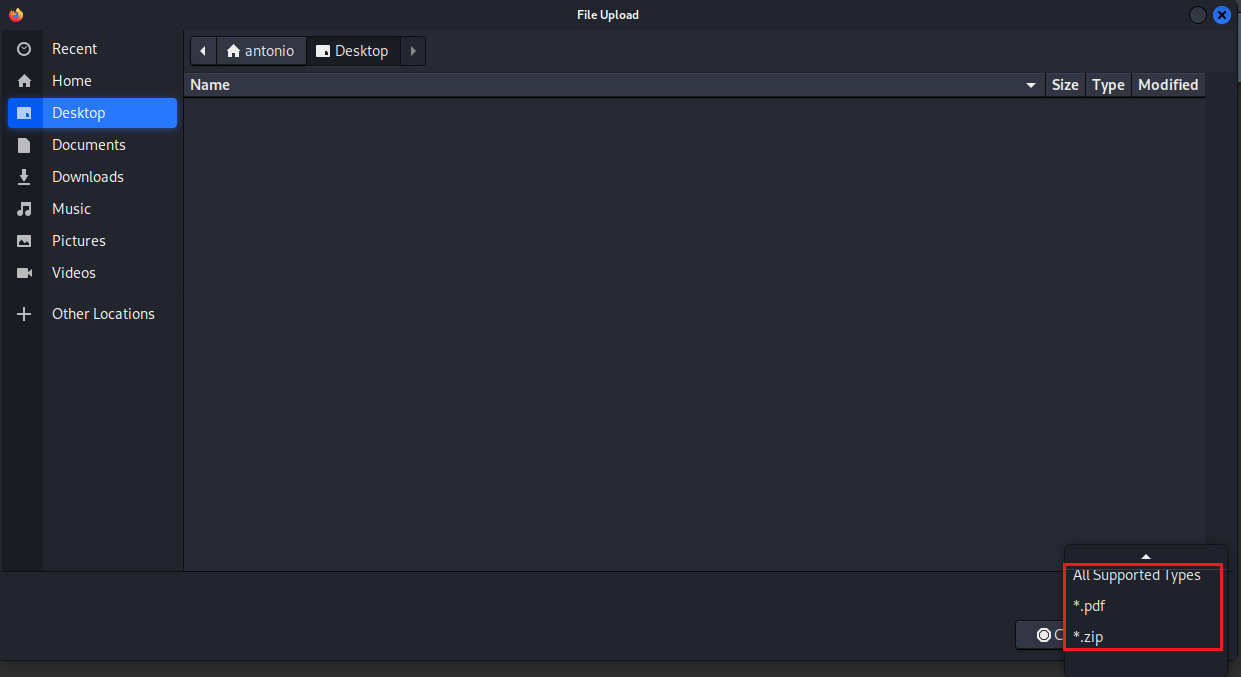 File Upload
Recent
Home
Desktop
Documents
Downloads
Music
Pictures
Videos
Other Locations
antonio Desktop
Name Size Type Modified
All Supported Types
*.pdf
*.zip